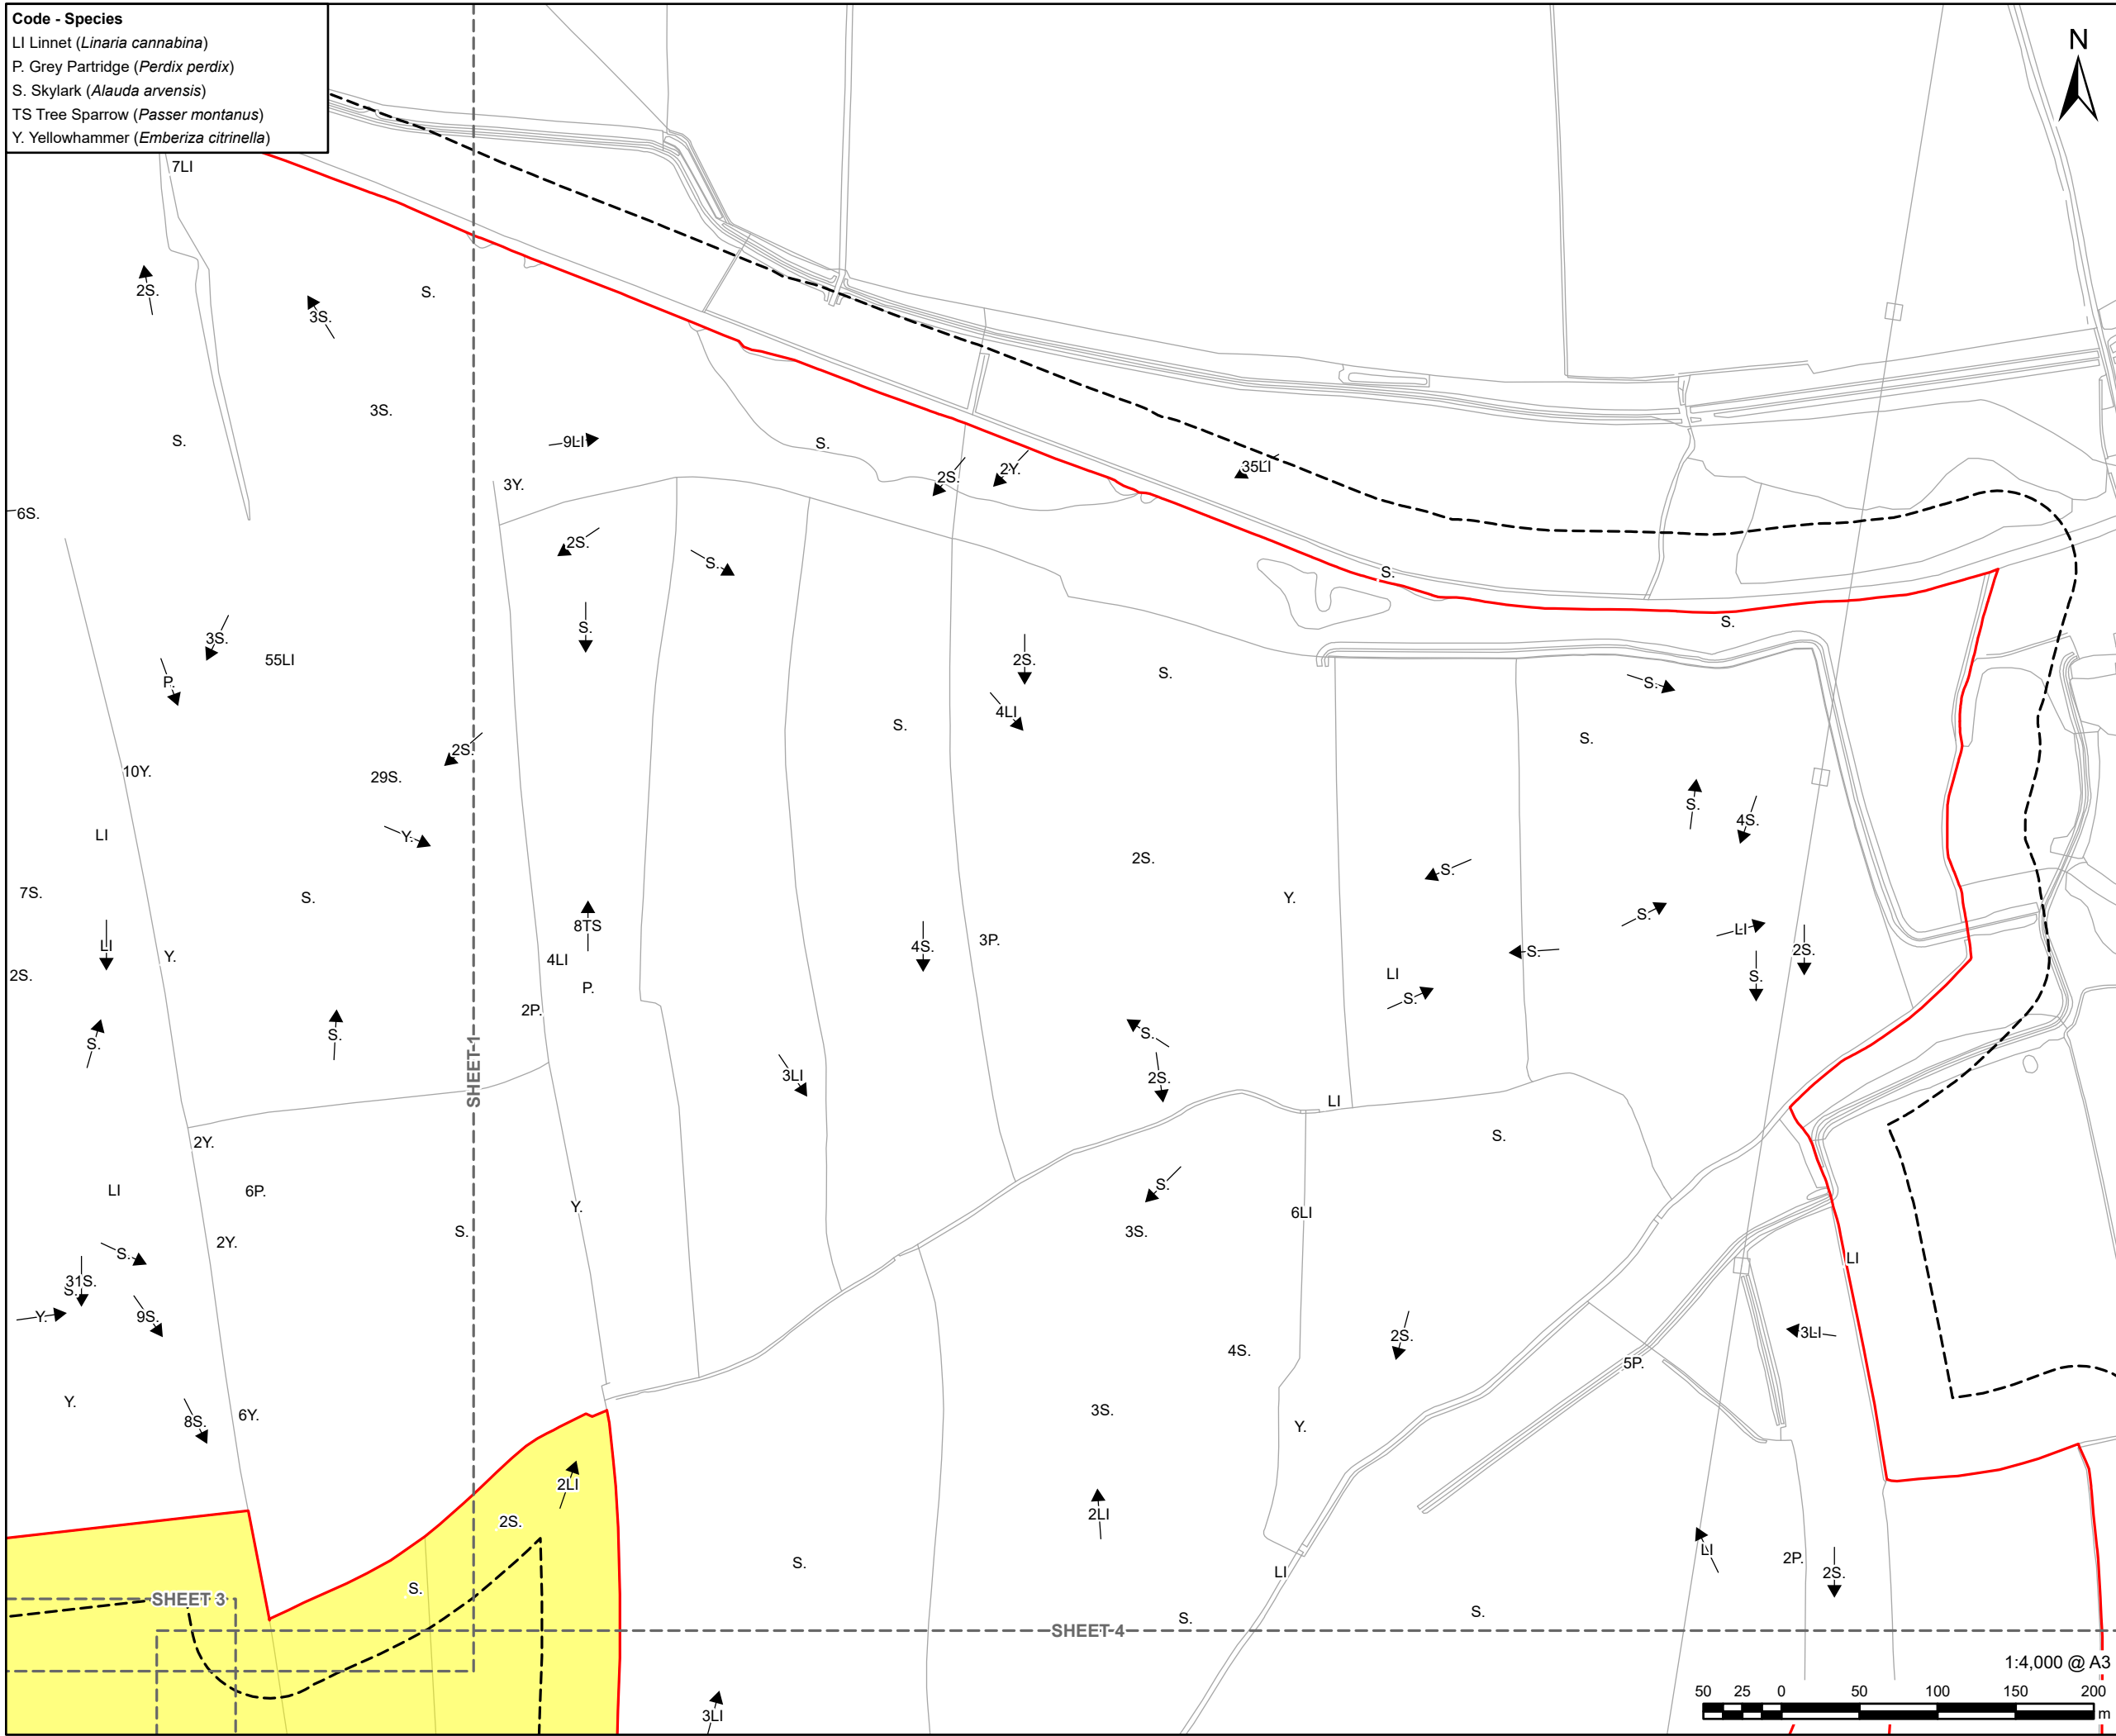 Code - Species
LI Linnet (Linaria cannabina)
P. Grey Partridge (Perdix perdix)
S. Skylark (Alauda arvensis)
TS Tree Sparrow (Passer montanus)
Y. Yellowhammer (Emberiza citrinella)
N
7LI
2S.
S.
3S.
3S.
S.
9LI
S.
35LI
2Y.
2S.
3Y.
6S.
2S.
S.
S.
S.
S.
3S.
55LI
2S.
S.
P.
S.
4LI
S.
S.
2S.
10Y.
29S.
S.
4S.
LI
Y.
2S.
S.
7S.
S.
Y.
S.
8TS
LI
LI
4S.
3P.
S.
2S.
Y.
4LI
2S.
LI
S.
P.
S.
2P.
S.
S.
S.
SHEET 1
3LI
2S.
LI
S.
2Y.
LI
6P.
S.
Y.
6LI
S.
3S.
2Y.
S.
LI
31S.
S.
Y.
9S.
3LI
2S.
4S.
5P.
Y.
3S.
6Y.
8S.
Y.
2LI
2LI
2S.
LI
2P.
S.
LI
2S.
S.
SHEET 3
S.
S.
SHEET 4
1:4,000 @ A3
50 25 0 50 100 150 200
m
3LI